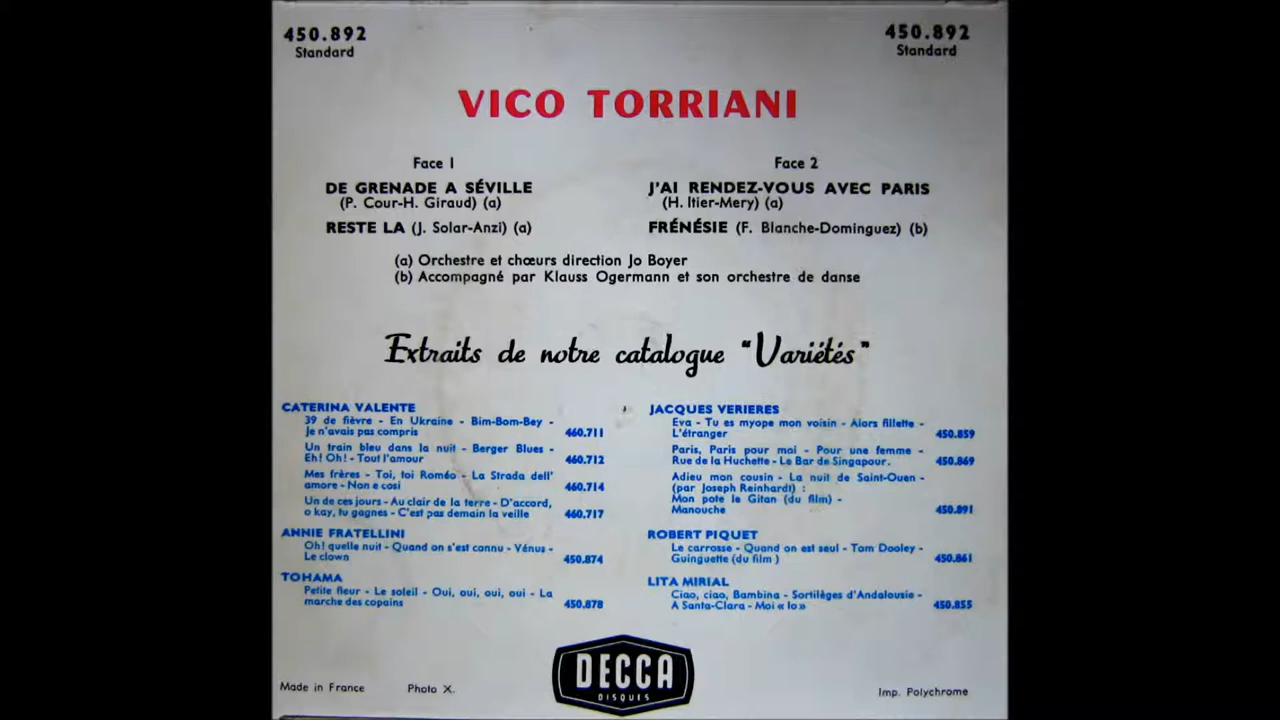 450.892
Standard
450.892
Standard
VICO TORRIANI
Face 1
DE GRENADE A SÉVILLE
(P. Cour-H. Giraud) (a)
RESTE LA (J. Solar-Anzi) (a)
Face 2
J'AI RENDEZ-VOUS AVEC PARIS
(H. Itier-Mery) (a)
FRÉNÉSIE (F. Blanche-Dominguez) (b)
(a) Orchestre et chœurs direction Jo Boyer
(b) Accompagné par Klauss Ogermann et son orchestre de danse
Extraits de notre catalogue "Variétés"
CATERINA VALENTE
39 de fièvre - En Ukraine - Bim-Bom-Bey -
Je n'avais pas compris 460.711
Un train bleu dans la nuit - Berger Blues -
Eh! Oh! - Tout l'amour 460.712
Mes frères - Toi, toi Roméo - La Strada dell'
amore - Non e cosi 460.714
Un de ces jours - Au clair de la terre - D'accord,
o kay, tu gagnes - C'est pas demain la veille 460.717
ANNIE FRATELLINI
Oh! quelle nuit - Quand on s'est connu - Vénus -
Le clown 450.874
TOHAMA
Petite fleur - Le soleil - Oui, oui, oui, oui - La
marche des copains 450.878
JACQUES VERIERES
Eva - Tu es myope mon voisin - Alors fillette -
L'étranger 450.859
Paris, Paris pour moi - Pour une femme -
Rue de la Huchette - Le Bar de Singapour. 450.869
Adieu mon cousin - La nuit de Saint-Ouen -
(par Joseph Reinhardt) :
Mon pote le Gitan (du film) -
Manouche 450.891
ROBERT PIQUET
Le carrosse - Quand on est seul - Tom Dooley -
Guinguette (du film ) 450.861
LITA MIRIAL
Ciao, ciao, Bambina - Sortilèges d'Andalousie -
A Santa-Clara - Moi « Io » 450.855
DECCA
DISQUES
Made in France
Photo X.
Imp. Polychrome